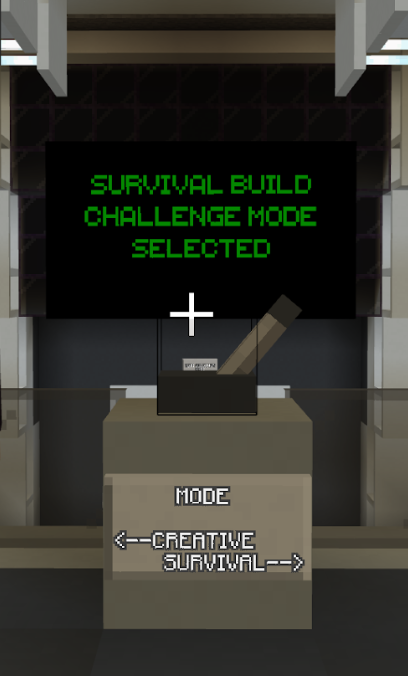 SURVIVAL BUILD
CHALLENGE MODE
SELECTED
MODE
<--CREATIVE
SURVIVAL-->